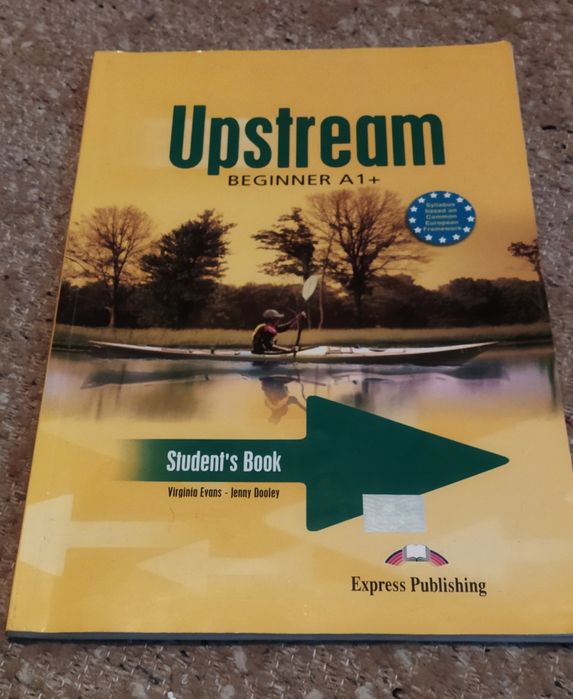 Upstream
BEGINNER A1+
Syllabus
based on
Common
European
Framework
Student's Book
Virginia Evans - Jenny Dooley
Express Publishing